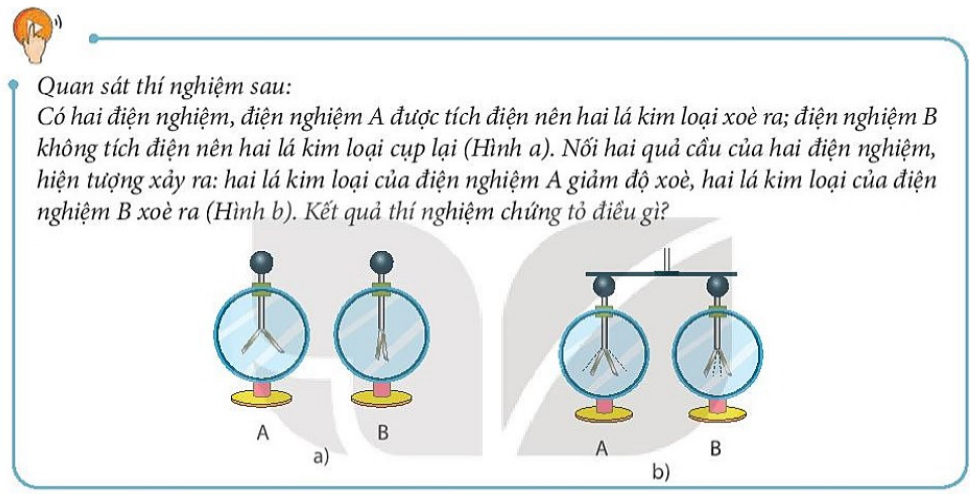 Quan sát thí nghiệm sau:
Có hai điện nghiệm, điện nghiệm A được tích điện nên hai lá kim loại xoè ra; điện nghiệm B
không tích điện nên hai lá kim loại cụp lại (Hình a). Nối hai quả cầu của hai điện nghiệm,
hiện tượng xảy ra: hai lá kim loại của điện nghiệm A giảm độ xoè, hai lá kim loại của điện
nghiệm B xoè ra (Hình b). Kết quả thí nghiệm chứng tỏ điều gì?
A B
a)
A B
b)